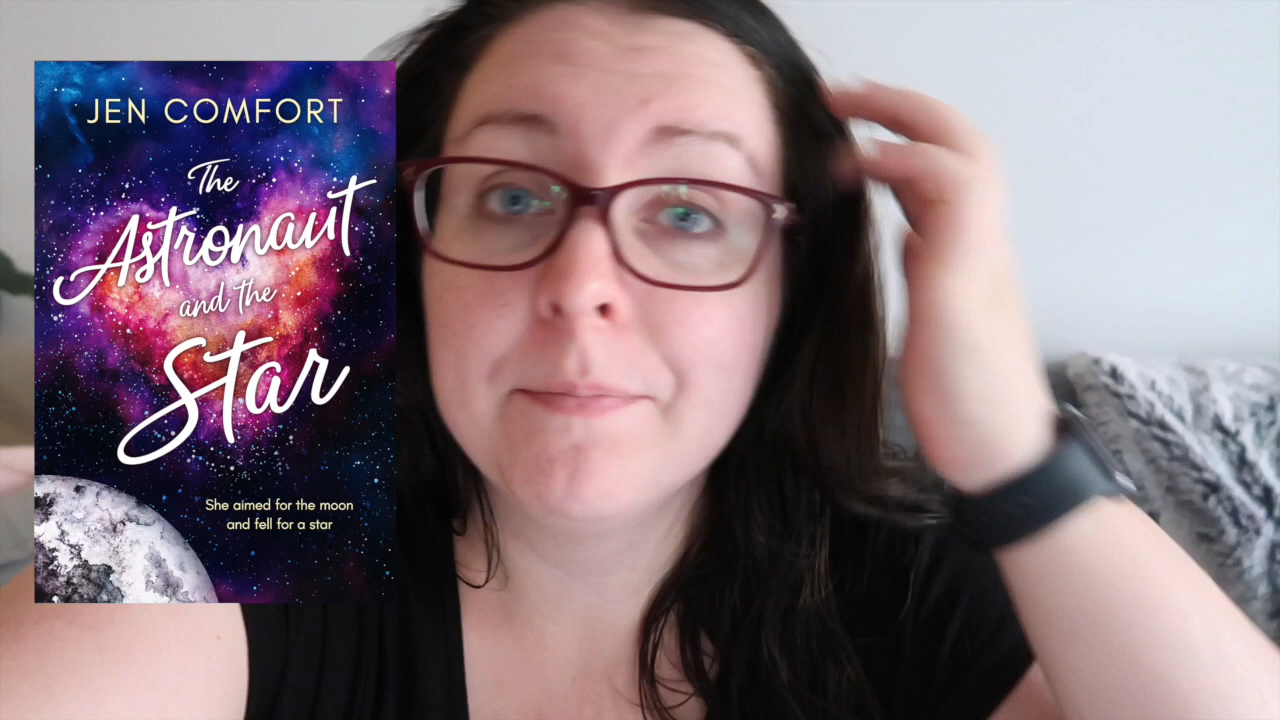 JEN COMFORT
The
Astronaut
and the
Star
She aimed for the moon
and fell for a star